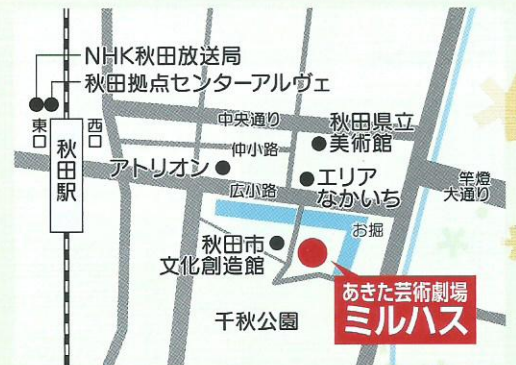 NHK秋田放送局
秋田拠点センターアルヴェ
東口
西口
秋田駅
中央通り
仲小路
秋田県立
美術館
アトリオン
エリア
なかいち
広小路
竿燈
大通り
お掘
秋田市
文化創造館
あきた芸術劇場
ミルハス
千秋公園